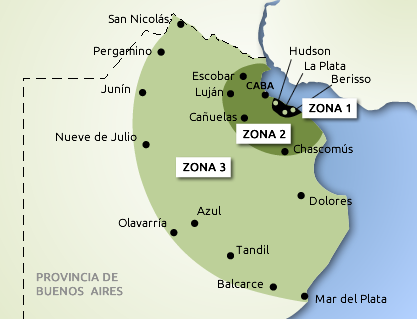 San Nicolás
Pergamino
Hudson
La Plata
Escobar
Berisso
CABA
Junín
Luján
ZONA 1
Cañuelas
ZONA 2
Nueve de Julio
Chascomús
ZONA 3
Dolores
Azul
Olavarría
Tandil
PROVINCIA DE
BUENOS AIRES
Balcarce
Mar del Plata